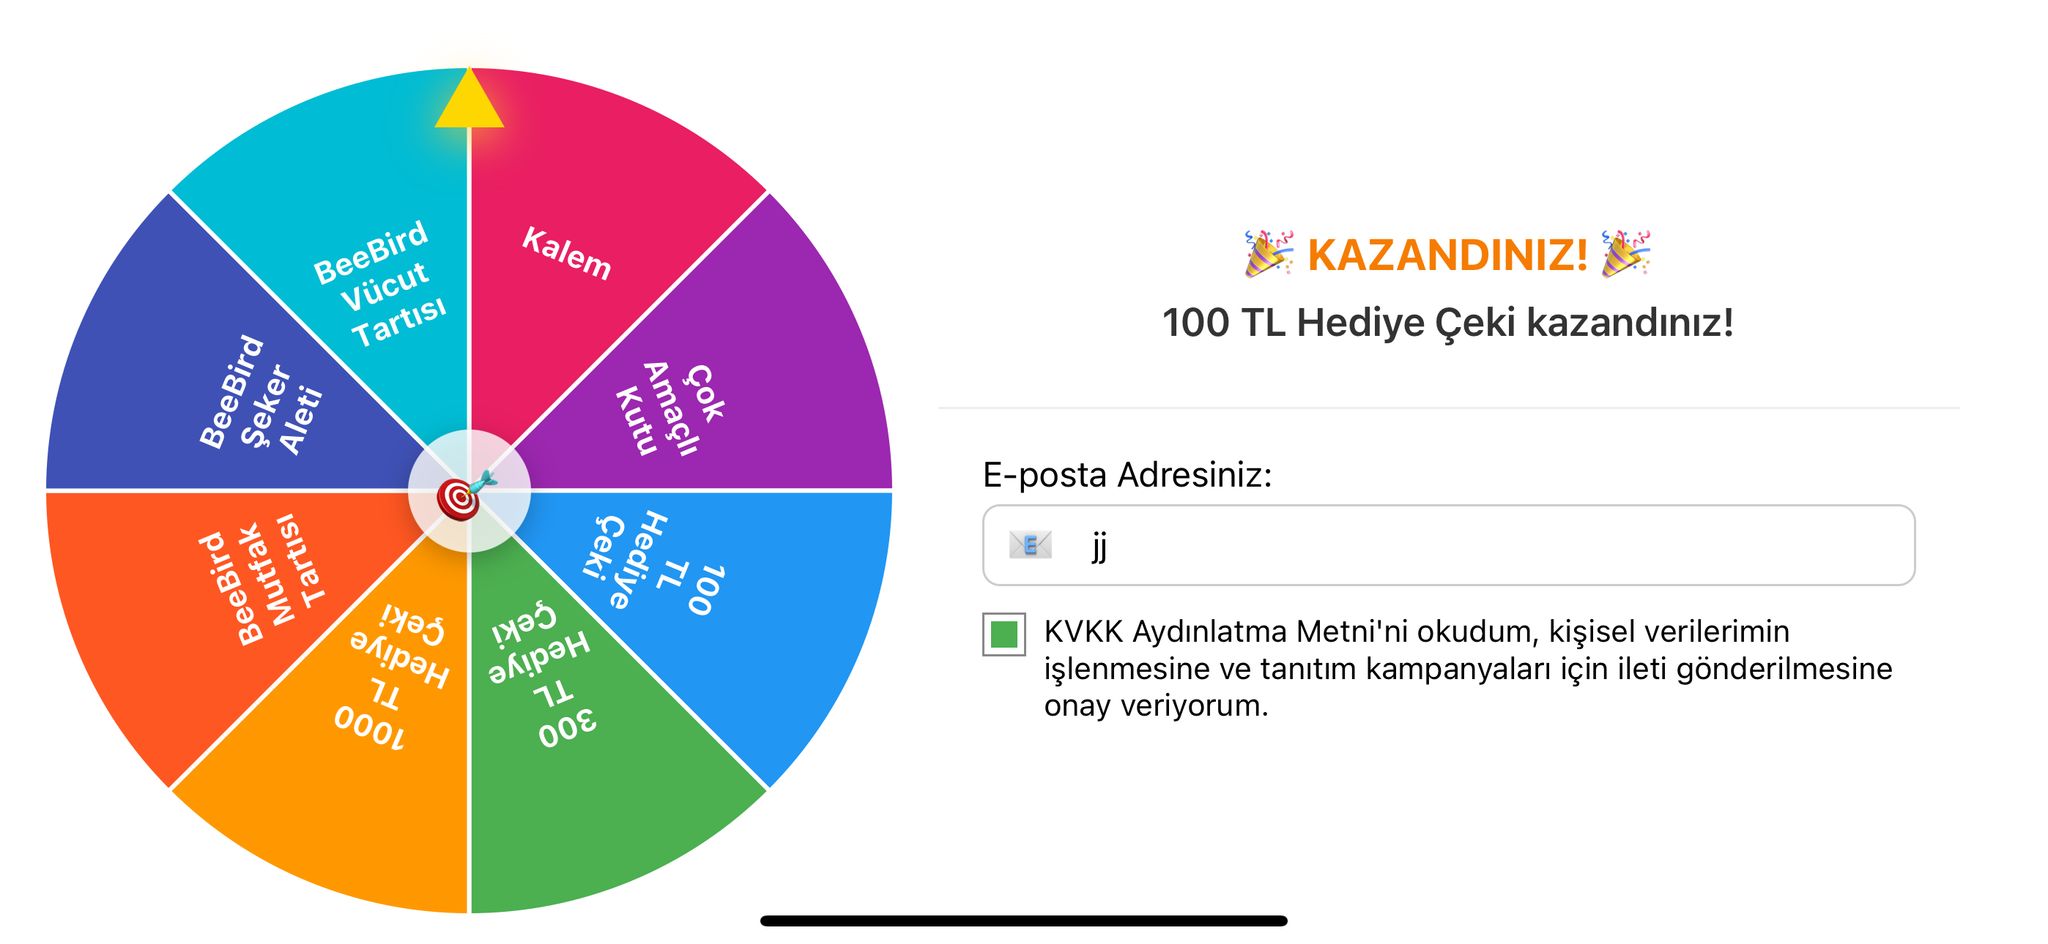 BeeBird
Vücut
Tartısı
Kalem
Çok
Amaçlı
Kutu
100
TL
Hediye
Çeki
300
TL
Hediye
Çeki
1000
TL
Hediye
Çeki
BeeBird
Mutfak
Tartısı
BeeBird
Şeker
Aleti
🎉 KAZANDINIZ! 🎉
100 TL Hediye Çeki kazandınız!
E-posta Adresiniz:
📧 jj
KVKK Aydınlatma Metni'ni okudum, kişisel verilerimin
işlenmesine ve tanıtım kampanyaları için ileti gönderilmesine
onay veriyorum.